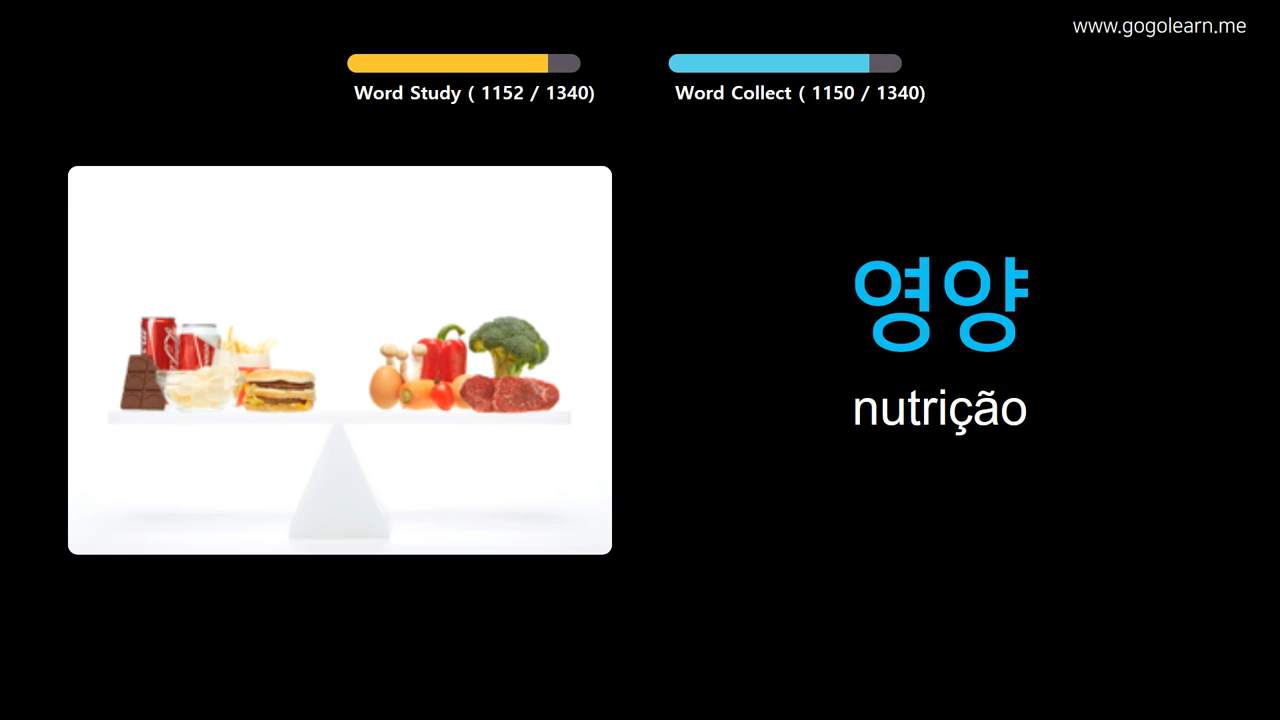 www.gogolearn.me
Word Study ( 1152 / 1340)
Word Collect ( 1150 / 1340)
영양
nutrição